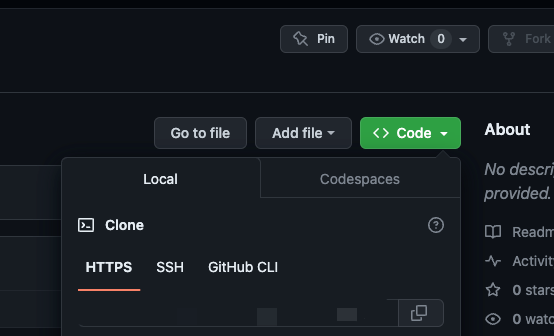 Pin
Watch 0
Fork
Go to file
Add file
Code
About
No descri
provided.
Local
Codespaces
Readm
Clone
Activit
HTTPS
SSH
GitHub CLI
0 stars
0 watc